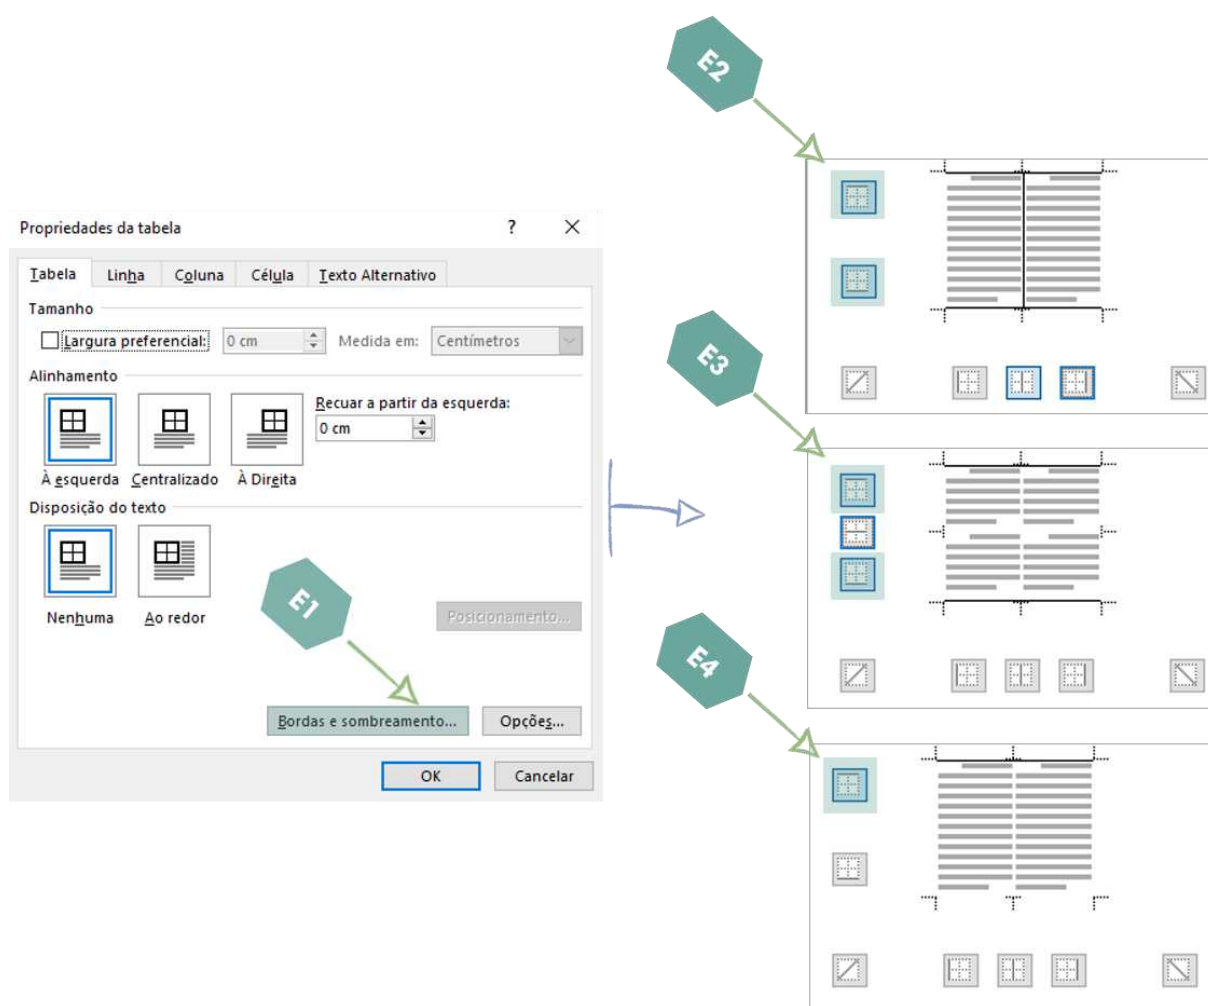 E2
Propriedades da tabela ?
Tabela Linha Coluna Célula Texto Alternativo
Tamanho
Largura preferencial: 0 cm Medida em: Centímetros
E3
Alinhamento
Recuar a partir da esquerda:
0 cm
À esquerda Centralizado À Direita
Disposição do texto
Nenhuma Ao redor
E1
Posicionamento...
E4
Bordas e sombreamento... Opções...
OK Cancelar